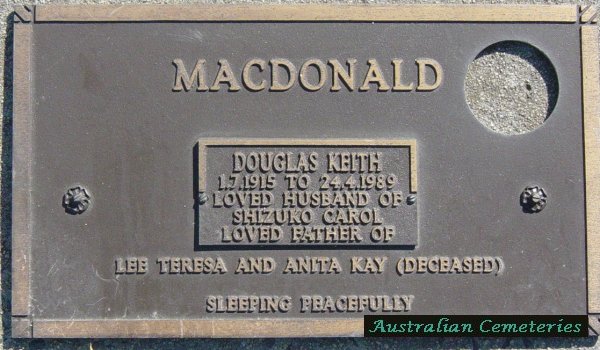 MACDONALD
DOUGLAS KEITH
1.7.1915 TO 24.4.1989
LOVED HUSBAND OF
SHIZUKO CAROL
LOVED FATHER OF
LEE TERESA AND ANITA KAY (DECEASED)
SLEEPING PEACEFULLY
Australian Cemeteries